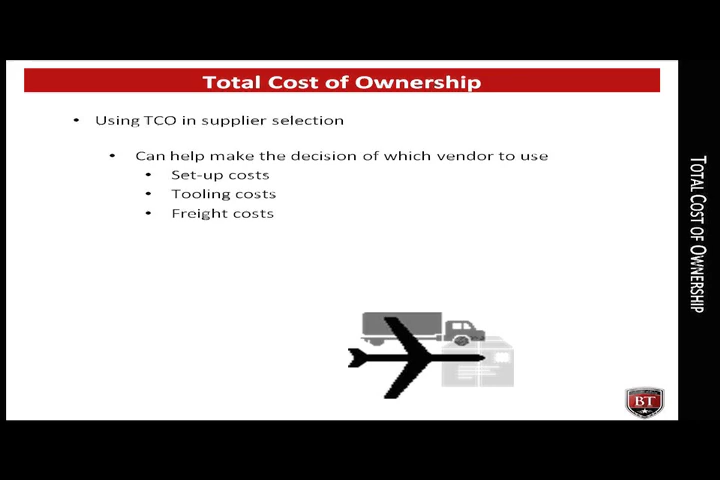 Total Cost of Ownership
• Using TCO in supplier selection
• Can help make the decision of which vendor to use
• Set-up costs
• Tooling costs
• Freight costs
TOTAL COST OF OWNERSHIP
BT